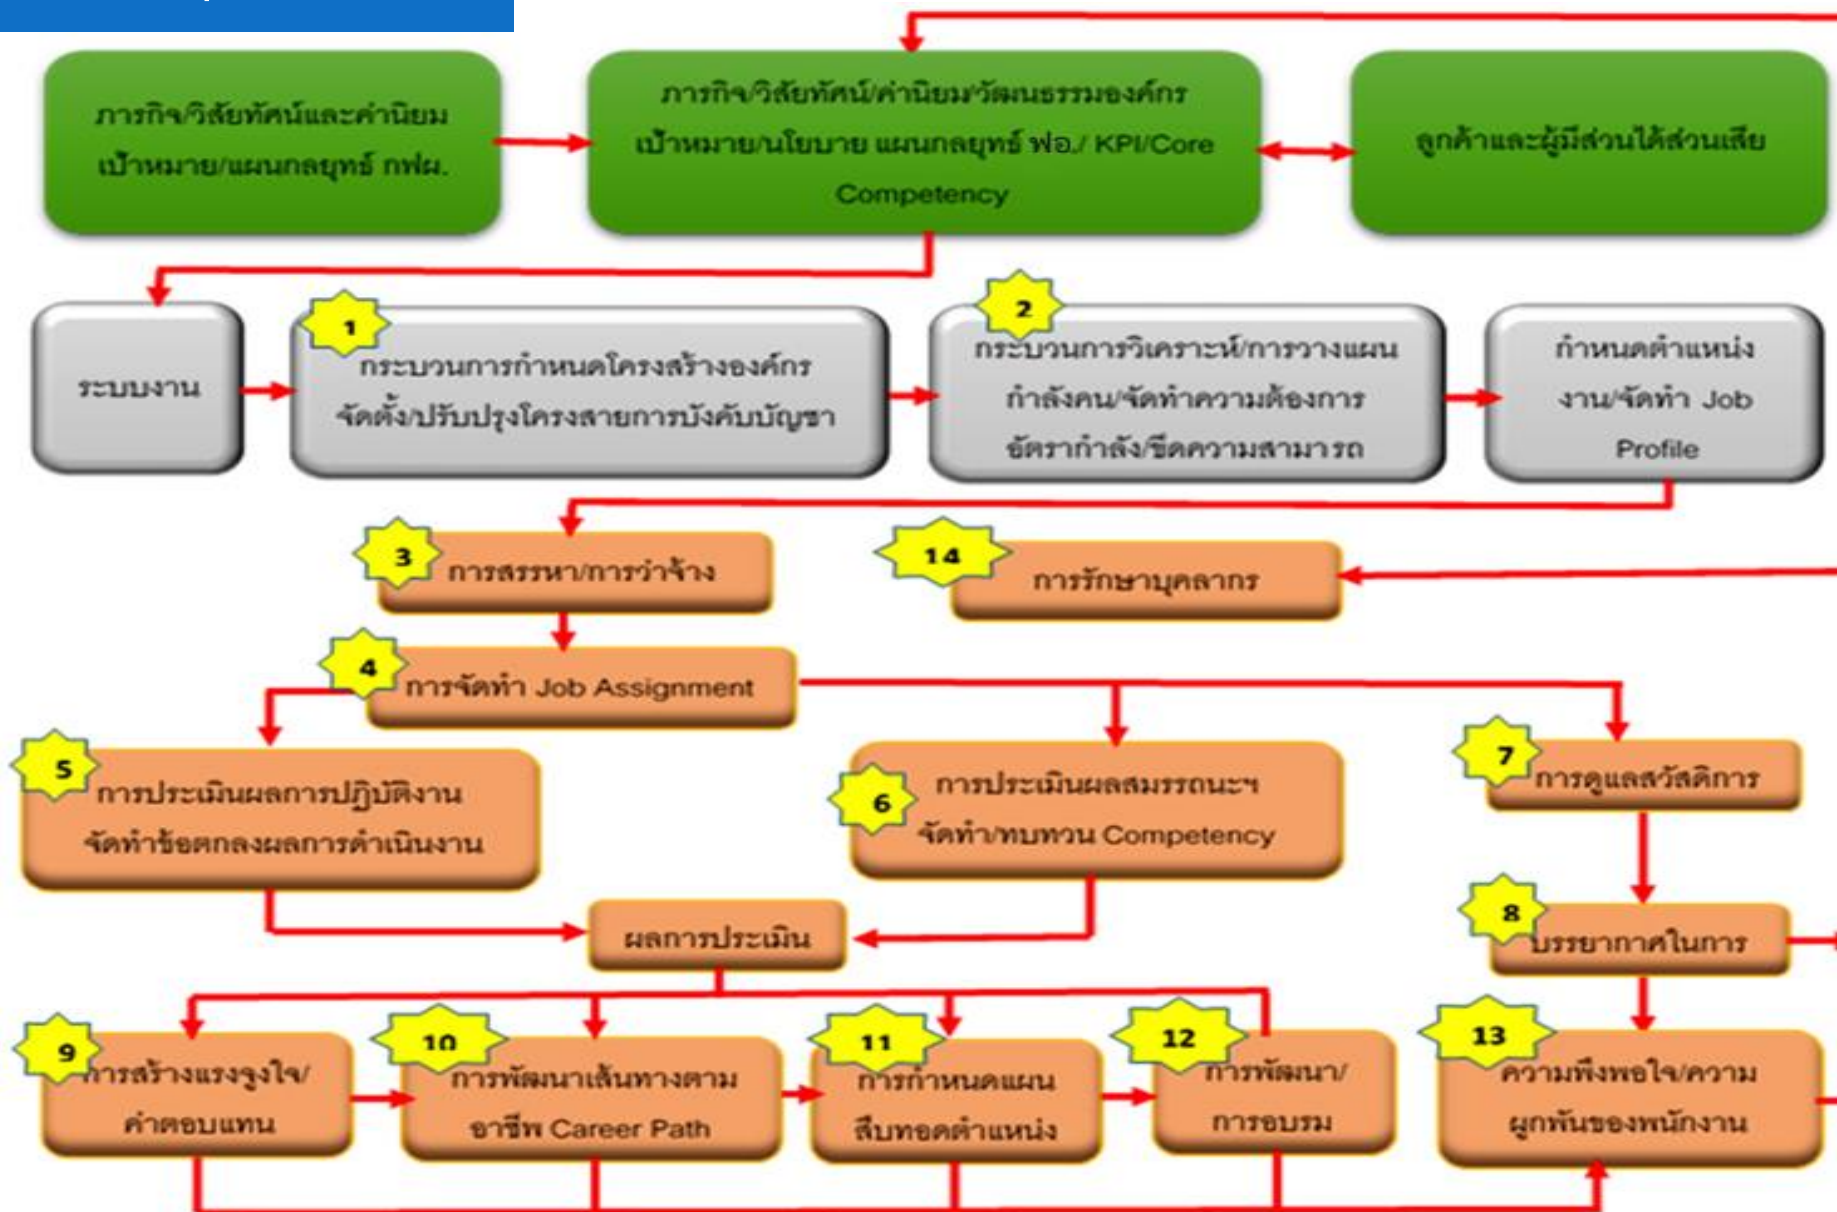 ภารกิจ/วิสัยทัศน์และค่านิยม
เป้าหมาย/แผนกลยุทธ์ กฟผ.
ภารกิจ/วิสัยทัศน์/ค่านิยม/วัฒนธรรมองค์กร
เป้าหมาย/นโยบาย แผนกลยุทธ์ ฟอ./ KPI/Core
Competency
ลูกค้าและผู้มีส่วนได้ส่วนเสีย
ระบบงาน
1
กระบวนการกำหนดโครงสร้างองค์กร
จัดตั้ง/ปรับปรุงโครงสายการบังคับบัญชา
2
กระบวนการวิเคราะห์/การวางแผน
กำลังคน/จัดทำความต้องการ
อัตรากำลัง/ขีดความสามารถ
กำหนดตำแหน่ง
งาน/จัดทำ Job
Profile
3
การสรรหา/การว่าจ้าง
14
การรักษาบุคลากร
4
การจัดทำ Job Assignment
5
การประเมินผลการปฏิบัติงาน
จัดทำข้อตกลงผลการดำเนินงาน
6
การประเมินผลสมรรถนะฯ
จัดทำ/ทบทวน Competency
7
การดูแลสวัสดิการ
8
บรรยากาศในการ
ผลการประเมิน
9
การสร้างแรงจูงใจ/
ค่าตอบแทน
10
การพัฒนาเส้นทางตาม
อาชีพ Career Path
11
การกำหนดแผน
สืบทอดตำแหน่ง
12
การพัฒนา/
การอบรม
13
ความพึงพอใจ/ความ
ผูกพันของพนักงาน